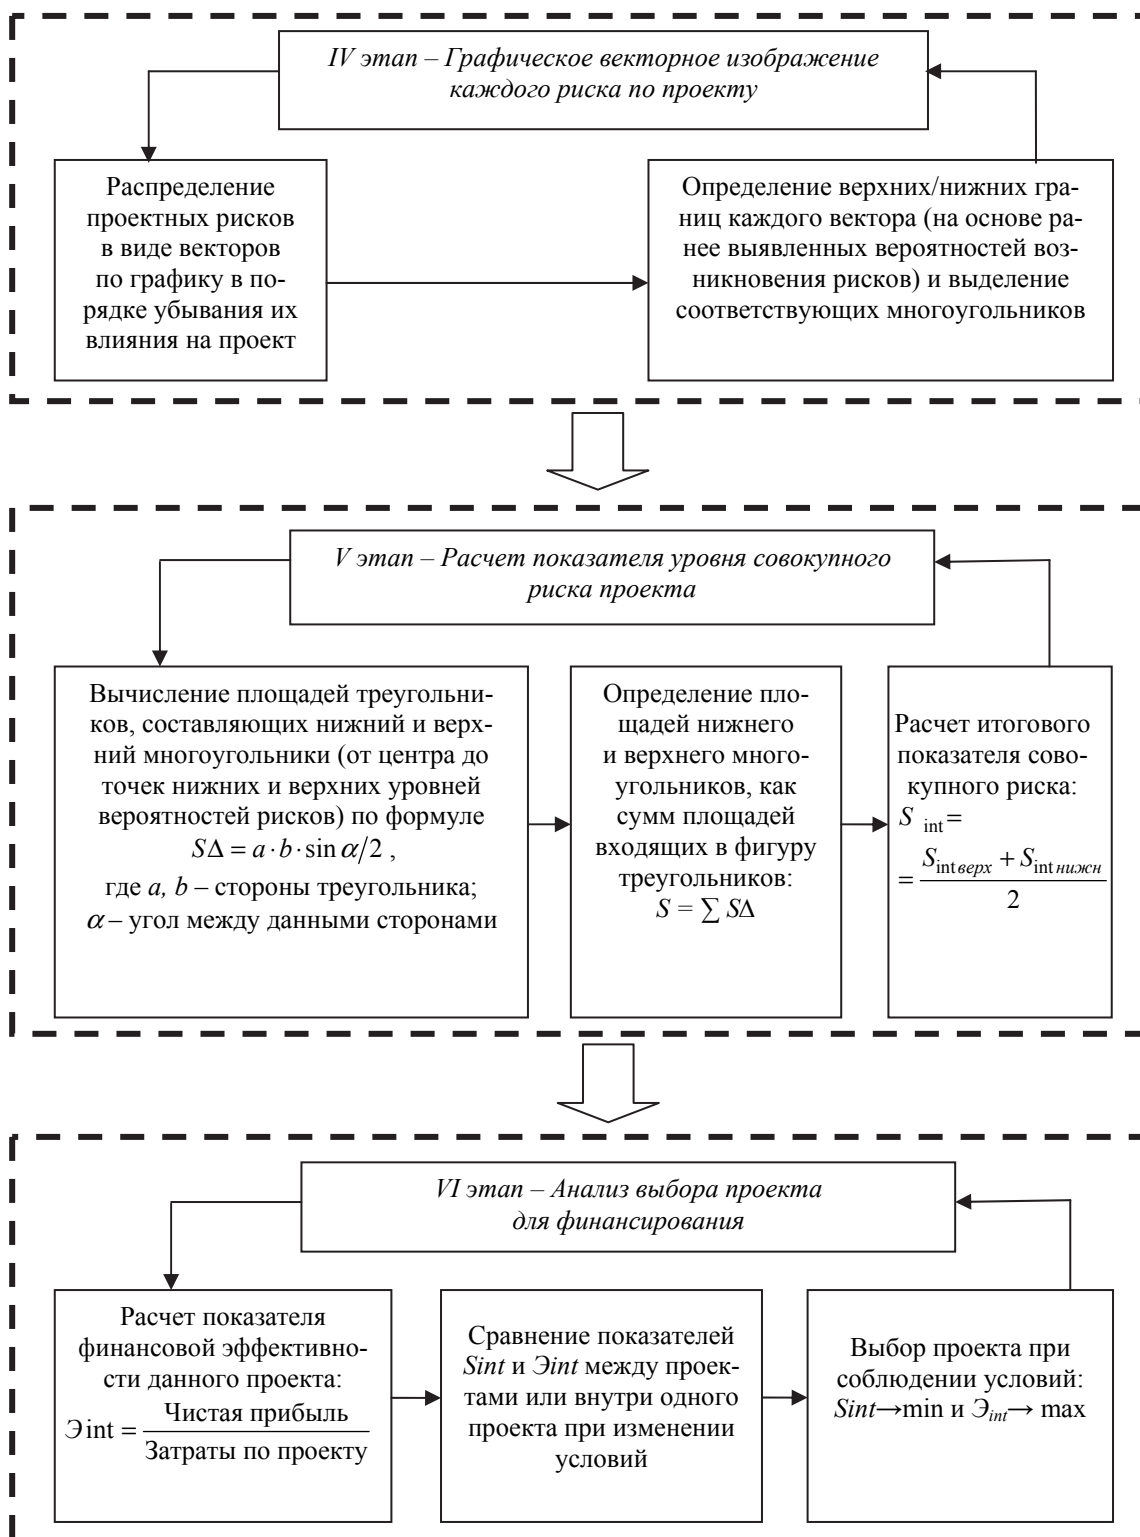 IV этап – Графическое векторное изображение
каждого риска по проекту
Распределение
проектных рисков
в виде векторов
по графику в по-
рядке убывания их
влияния на проект
Определение верхних/нижних гра-
ниц каждого вектора (на основе ра-
нее выявленных вероятностей воз-
никновения рисков) и выделение
соответствующих многоугольников
V этап – Расчет показателя уровня совокупного
риска проекта
Вычисление площадей треугольни-
ков, составляющих нижний и верх-
ний многоугольники (от центра до
точек нижних и верхних уровней
вероятностей рисков) по формуле
SΔ = a · b · sin α/2 ,
где a, b – стороны треугольника;
α – угол между данными сторонами
Определение пло-
щадей нижнего
и верхнего много-
угольников, как
сумм площадей
входящих в фигуру
треугольников:
S = ∑ SΔ
Расчет итогового
показателя сово-
купного риска:
S int =
= (S int верх + S int нижн) / 2
VI этап – Анализ выбора проекта
для финансирования
Расчет показателя
финансовой эффективно-
сти данного проекта:
Э int = Чистая прибыль / Затраты по проекту
Сравнение показателей
Sint и Эint между проек-
тами или внутри одного
проекта при изменении
условий
Выбор проекта при
соблюдении условий:
Sint→min и Эint→ max